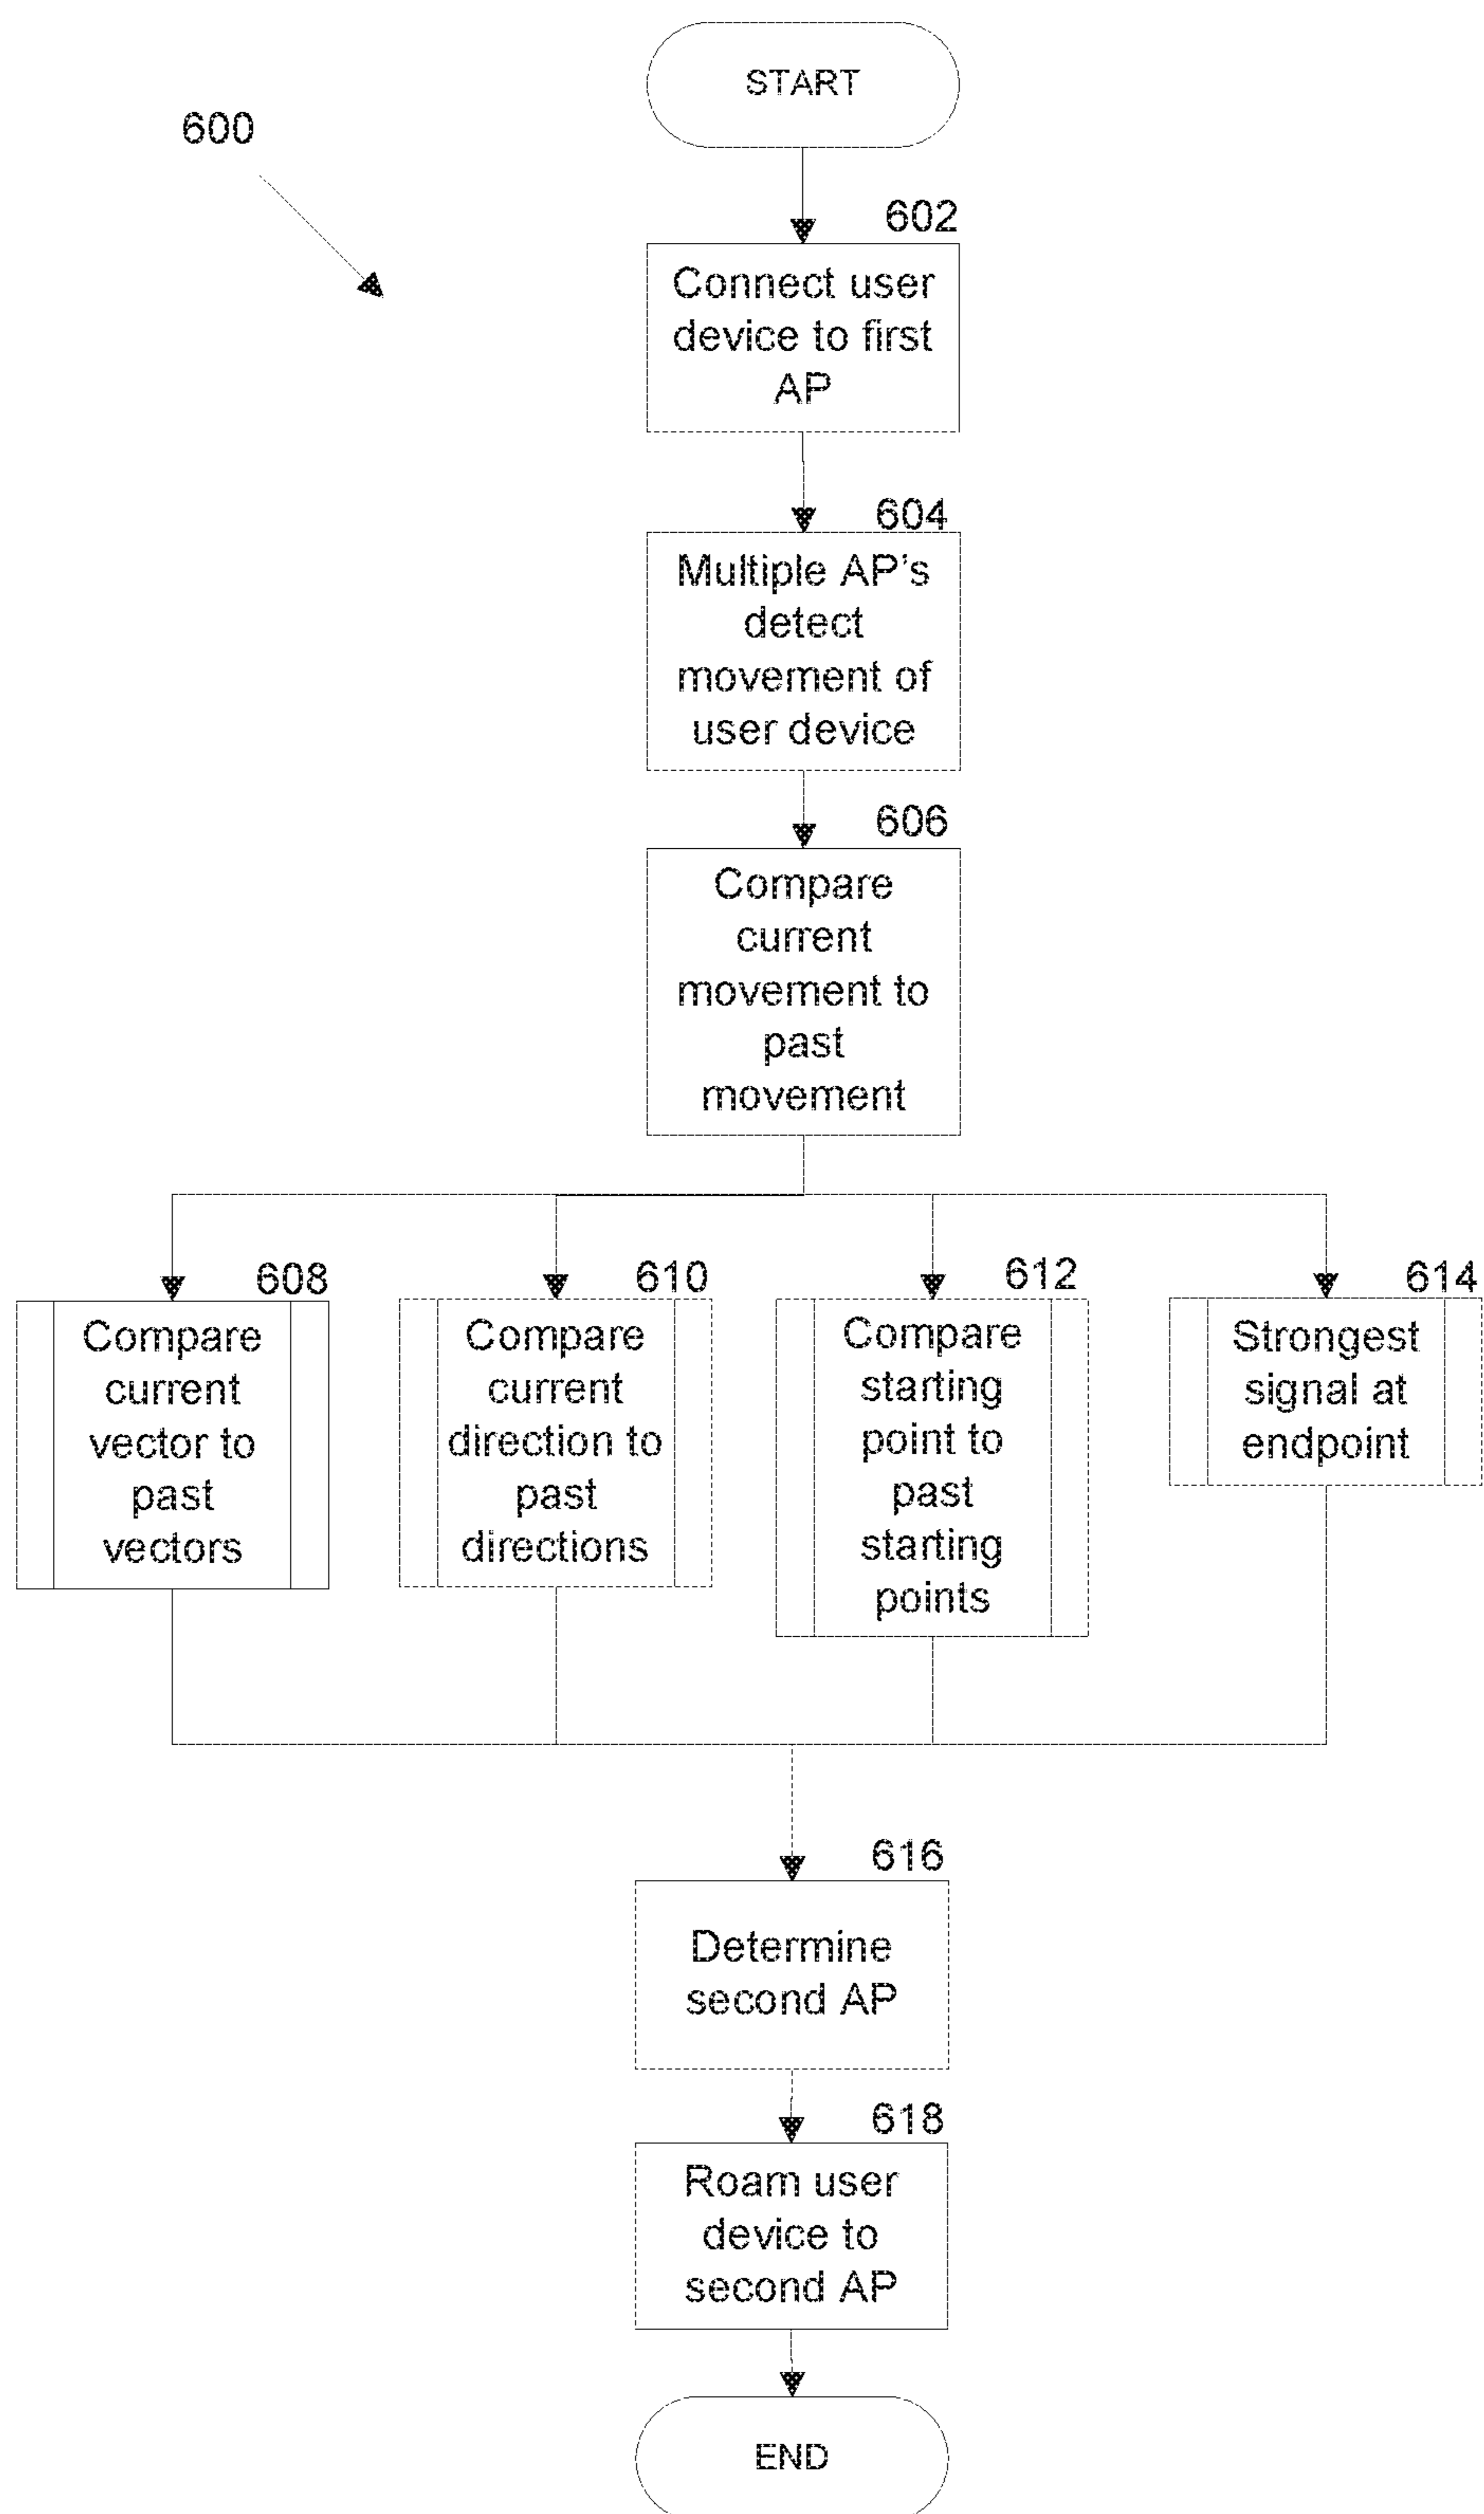 START
600
602
Connect user
device to first
AP
604
Multiple AP's
detect
movement of
user device
606
Compare
current
movement to
past
movement
608
Compare
current
vector to
past
vectors
610
Compare
current
direction to
past
directions
612
Compare
starting
point to
past
starting
points
614
Strongest
signal at
endpoint
616
Determine
second AP
618
Roam user
device to
second AP
END